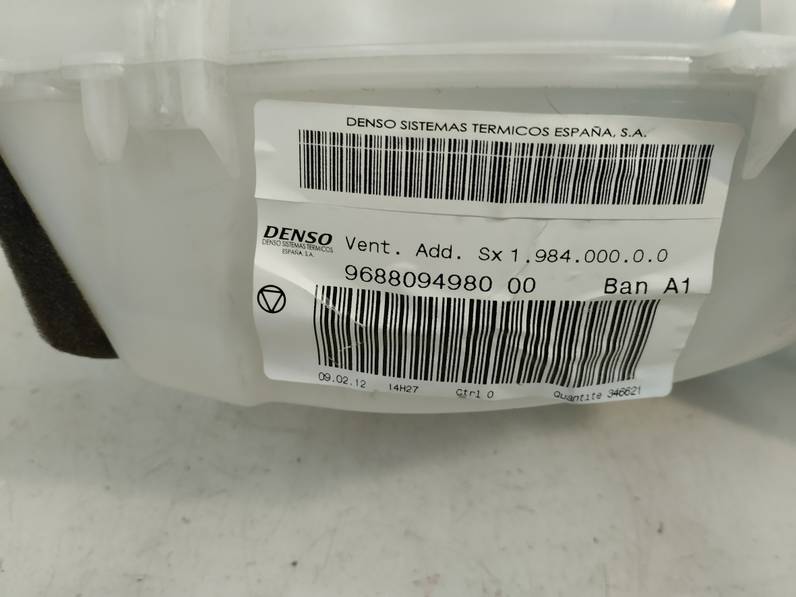 DENSO SISTEMAS TERMICOS ESPAÑA, S.A.
DENSO
DENSO SISTEMAS TERMICOS
ESPAÑA, S.A.
Vent. Add. Sx 1.984.000.0.0
9688094980 00 Ban A1
09.02.12 14H27 Ctrl 0 Quantite 346621